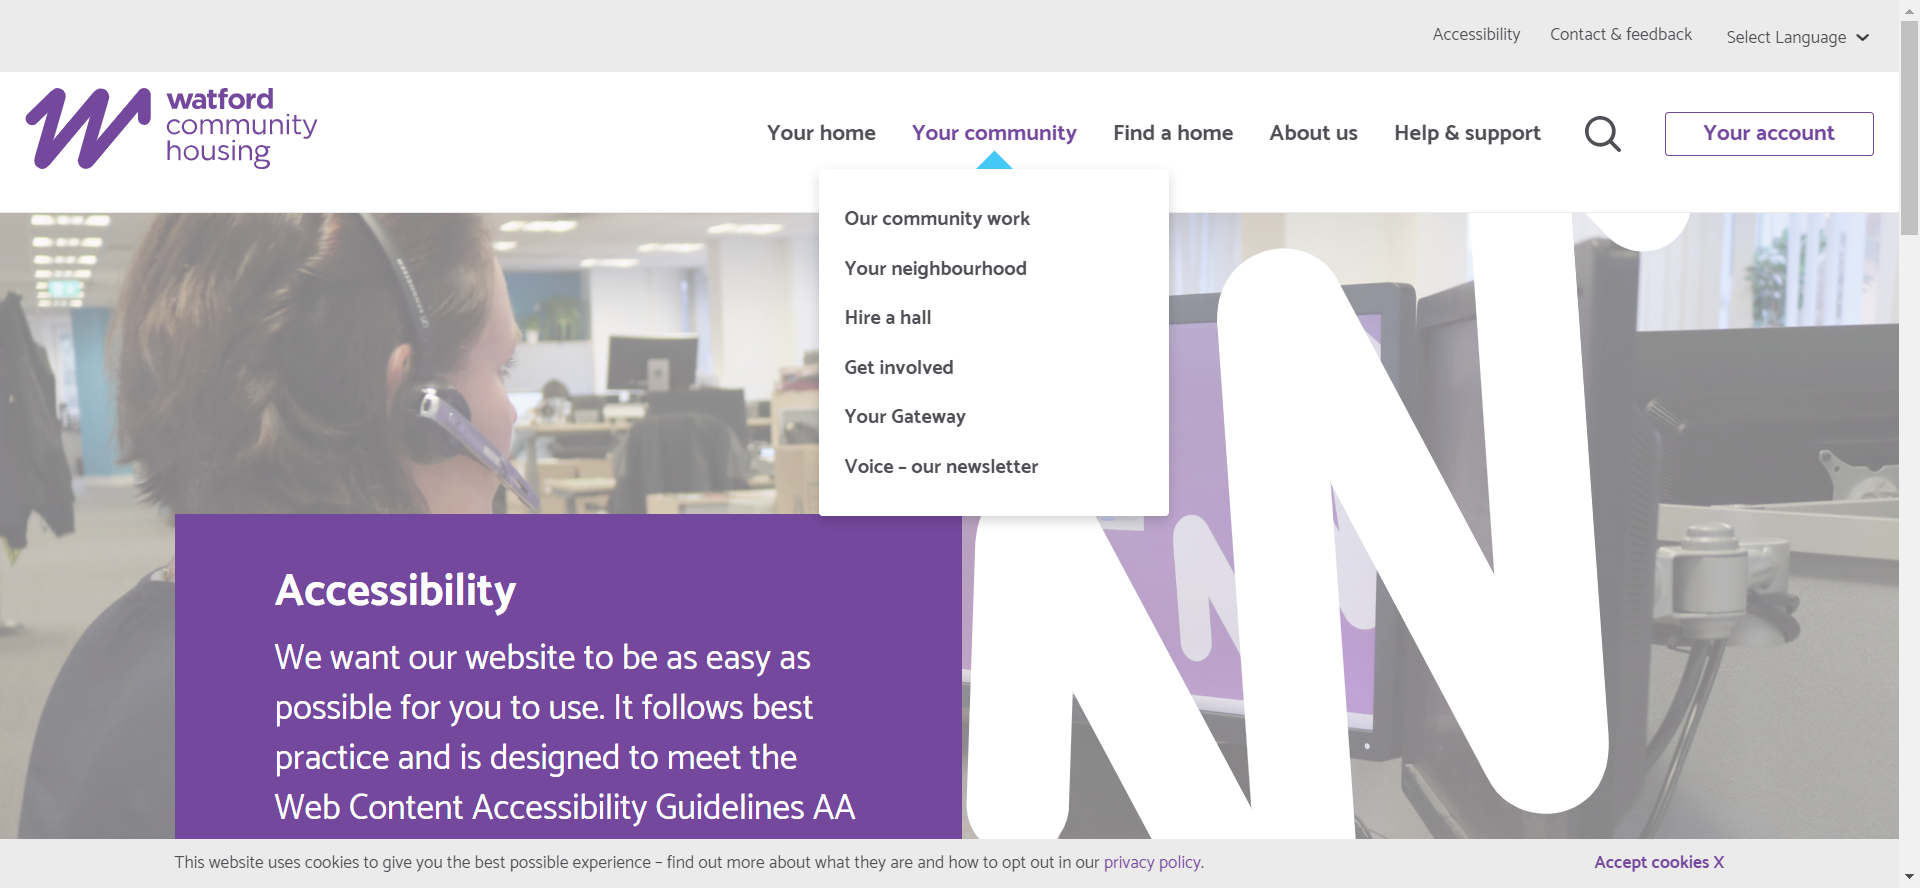 Accessibility
Contact & feedback
Select Language
watford
community
housing
Your home
Your community
Find a home
About us
Help & support
Your account
Our community work
Your neighbourhood
Hire a hall
Get involved
Your Gateway
Voice – our newsletter
Accessibility
We want our website to be as easy as
possible for you to use. It follows best
practice and is designed to meet the
Web Content Accessibility Guidelines AA
This website uses cookies to give you the best possible experience – find out more about what they are and how to opt out in our privacy policy.
Accept cookies X